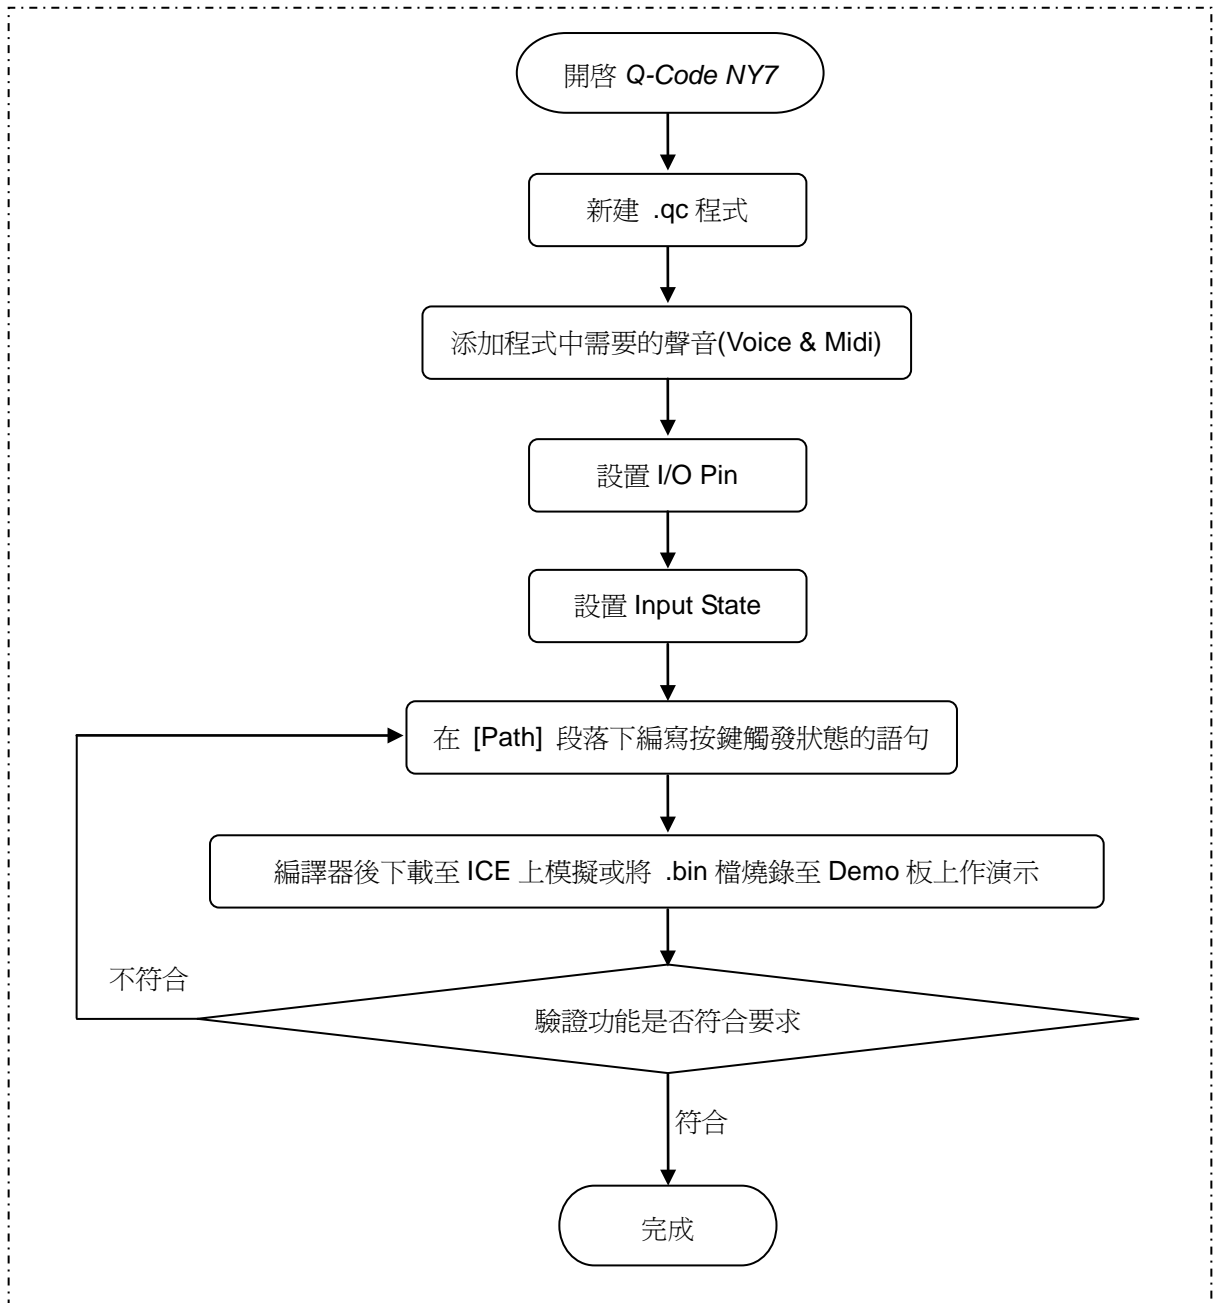 開啓 Q-Code NY7
新建 .qc 程式
添加程式中需要的聲音(Voice & Midi)
設置 I/O Pin
設置 Input State
在 [Path] 段落下編寫按鍵觸發狀態的語句
編譯器後下載至 ICE 上模擬或將 .bin 檔燒錄至 Demo 板上作演示
不符合
驗證功能是否符合要求
符合
完成